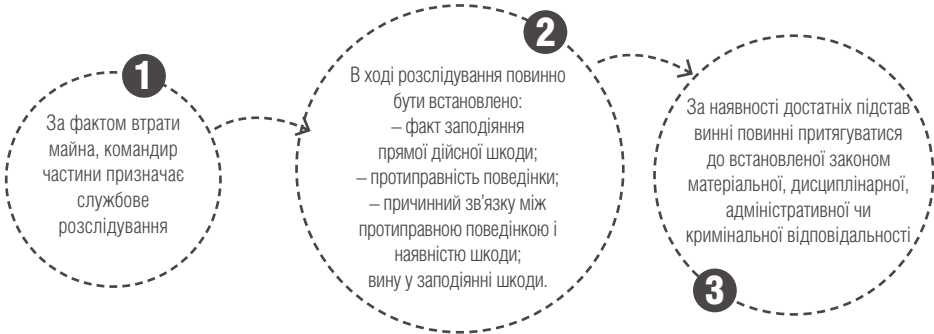 1
За фактом втрати
майна, командир
частини призначає
службове
розслідування
2
В ході розслідування повинно
бути встановлено:
– факт заподіяння
прямої дійсної шкоди;
– протиправність поведінки;
– причинний зв'язку між
протиправною поведінкою і
наявністю шкоди;
вину у заподіянні шкоди.
За наявності достатніх підстав
винні повинні притягуватися
до встановленої законом
матеріальної, дисциплінарної,
адміністративної чи
кримінальної відповідальності
3